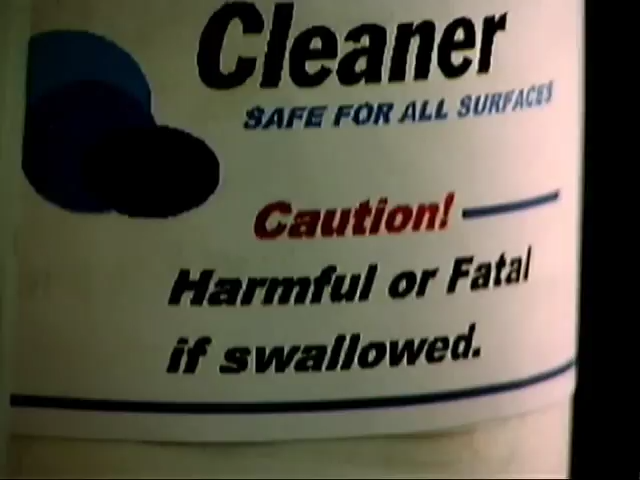 Cleaner
SAFE FOR ALL SURFACES
Caution!
Harmful or Fatal
if swallowed.